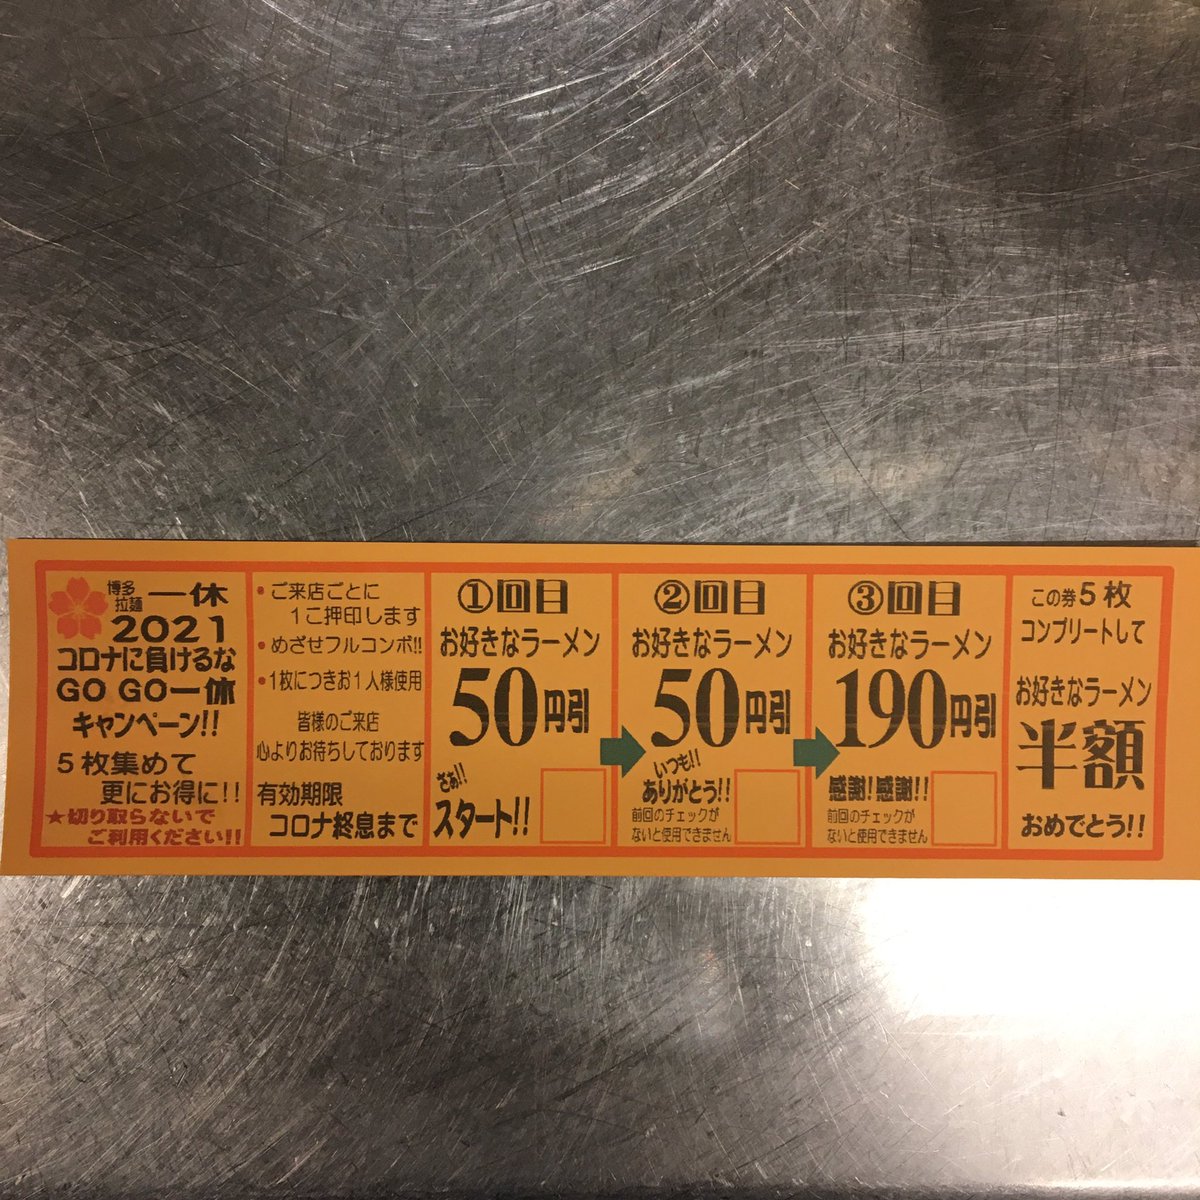 博多
拉麺 一休
2021
コロナに負けるな
GO GO一休
キャンペーン!!
5枚集めて
更にお得に!!
★切り取らないで
ご利用ください!!
•ご来店ごとに
1こ押印します
•めざせフルコンボ!!
•1枚につきお1人様使用
皆様のご来店
心よりお待ちしております
有効期限
コロナ終息まで
①回目
お好きなラーメン
50円引
さぁ!!
スタート!!
②回目
お好きなラーメン
50円引
いつも!!
ありがとう!!
前回のチェックが
ないと使用できません
③回目
お好きなラーメン
190円引
感謝!感謝!!
前回のチェックが
ないと使用できません
この券5枚
コンプリートして
お好きなラーメン
半額
おめでとう!!